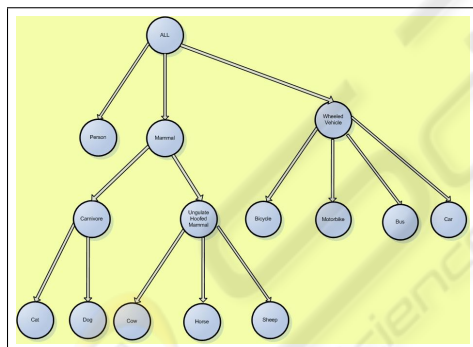 ALL
Person
Mammal
Wheeled
Vehicle
Carnivore
Ungulate
Hoofed
Mammal
Bicycle
Motorbike
Bus
Car
Cat
Dog
Cow
Horse
Sheep